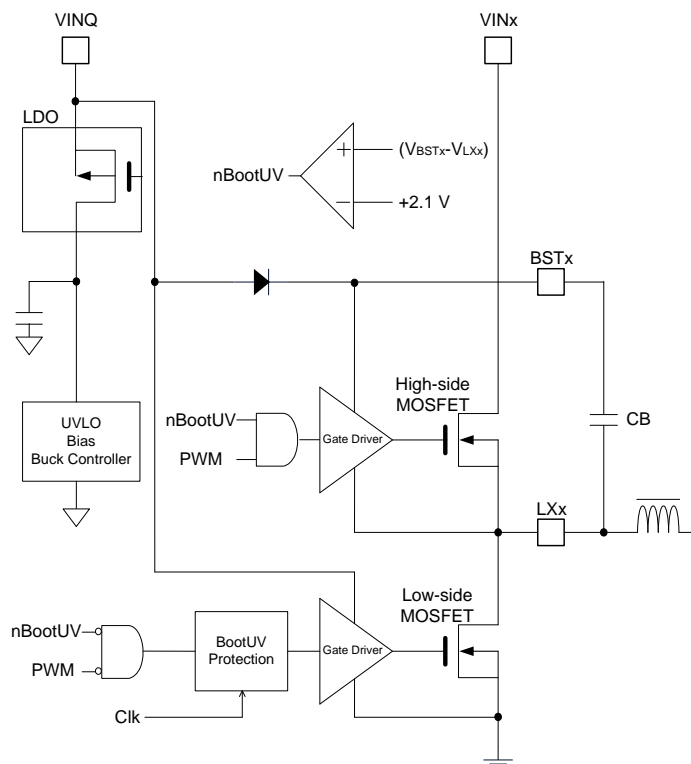 VINQ
VINx
LDO
(VBSTx-VLXx)
nBootUV
+2.1 V
BSTx
High-side
MOSFET
nBootUV
Gate Driver
CB
UVLO
Bias
Buck Controller
PWM
LXx
Low-side
MOSFET
nBootUV
BootUV
Protection
Gate Driver
PWM
Clk